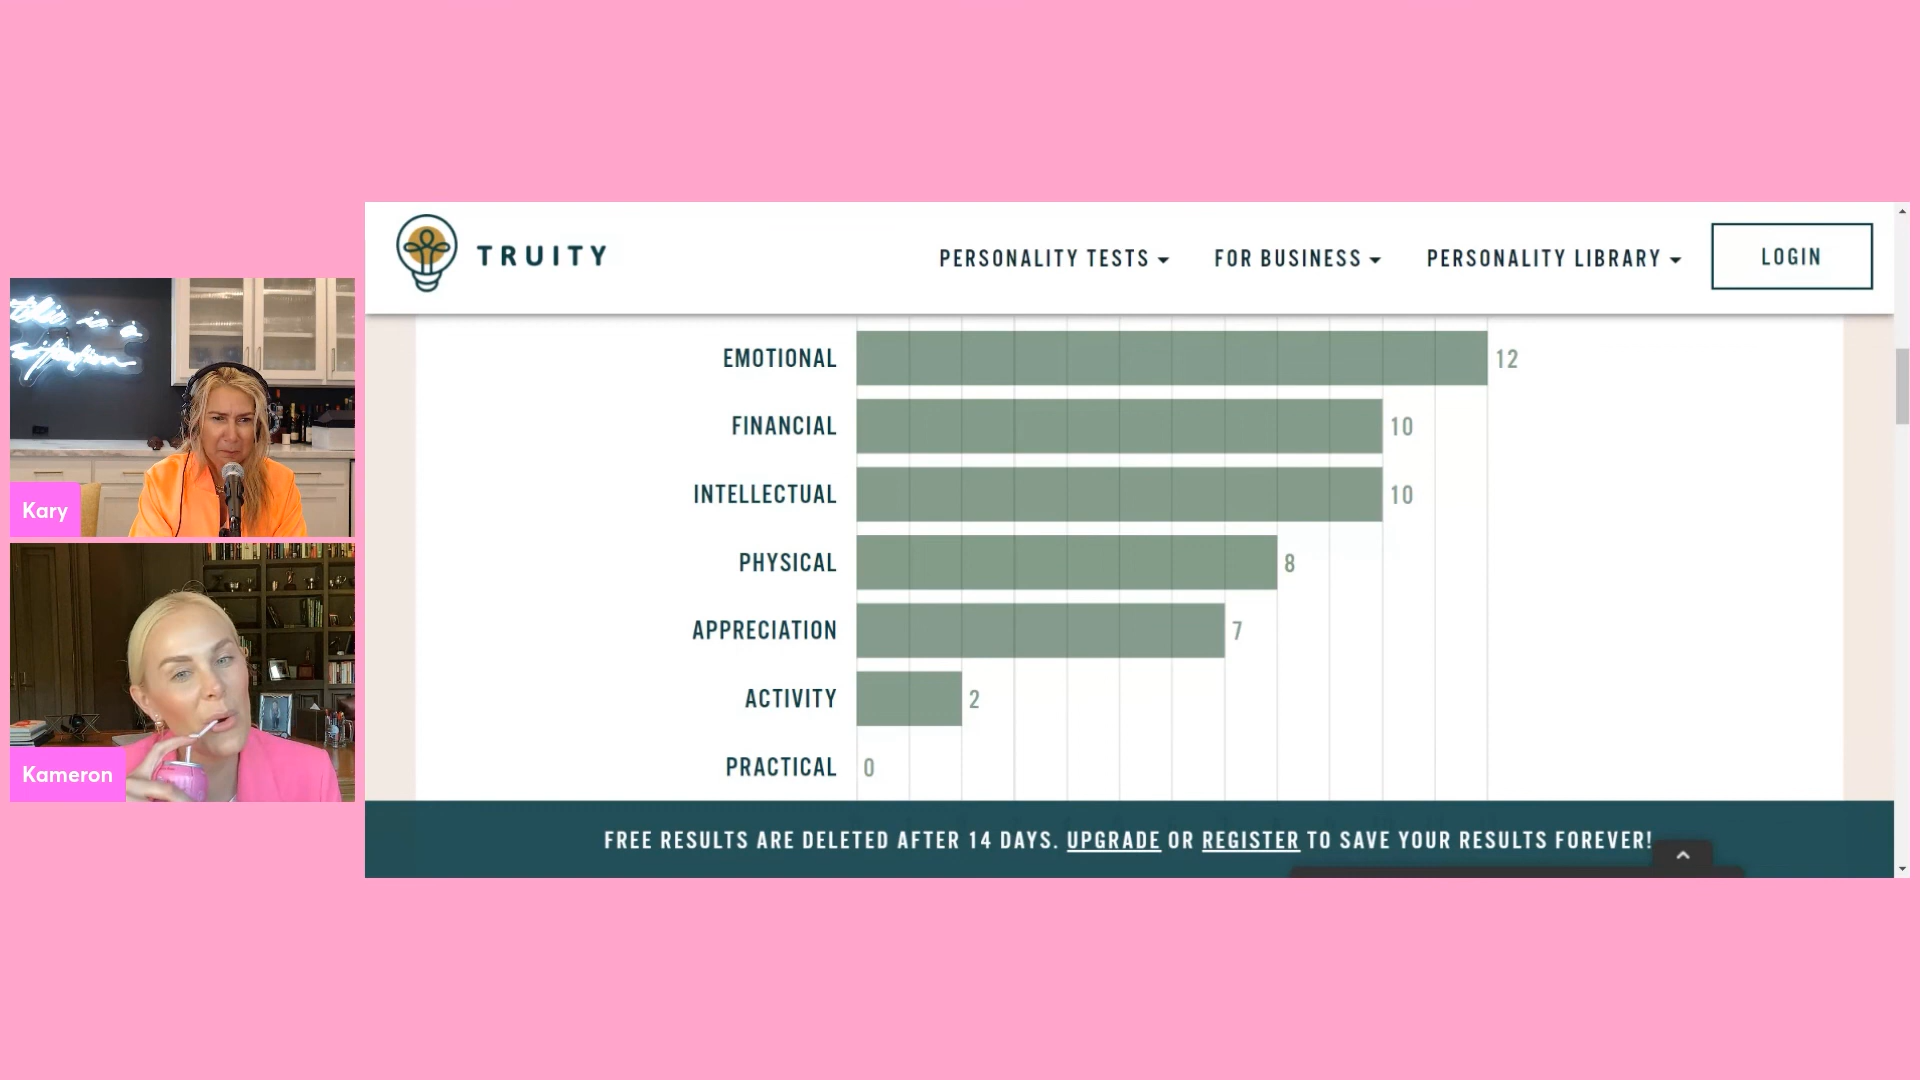 TRUITY
PERSONALITY TESTS
FOR BUSINESS
PERSONALITY LIBRARY
LOGIN
EMOTIONAL 12
FINANCIAL 10
INTELLECTUAL 10
PHYSICAL 8
APPRECIATION 7
ACTIVITY 2
PRACTICAL 0
FREE RESULTS ARE DELETED AFTER 14 DAYS. UPGRADE OR REGISTER TO SAVE YOUR RESULTS FOREVER!
this is a
Kary
Kameron